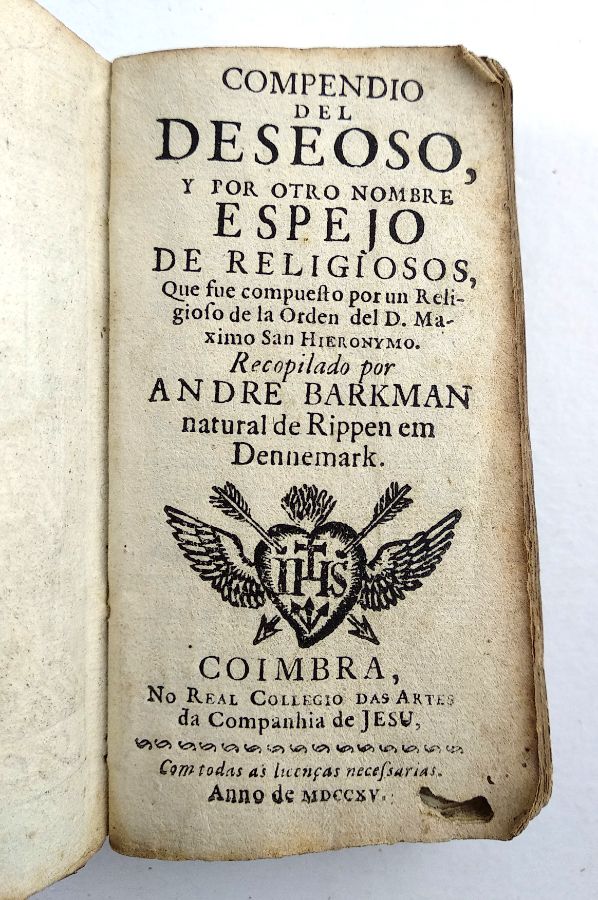 COMPENDIO
DEL
DESEOSO,
Y POR OTRO NOMBRE
ESPEJO
DE RELIGIOSOS,
Que fue compueſto por un Reli-
gioſo de la Orden del D. Ma-
ximo San HIERONYMO.
Recopilado por
ANDRE BARKMAN
natural de Rippen em
Dennemark.
IHS
COIMBRA,
No REAL COLLEGIO DAS ARTES
da Companhia de JESU,
Com todas as licenças neceſsarias.
Anno de MDCCXV.